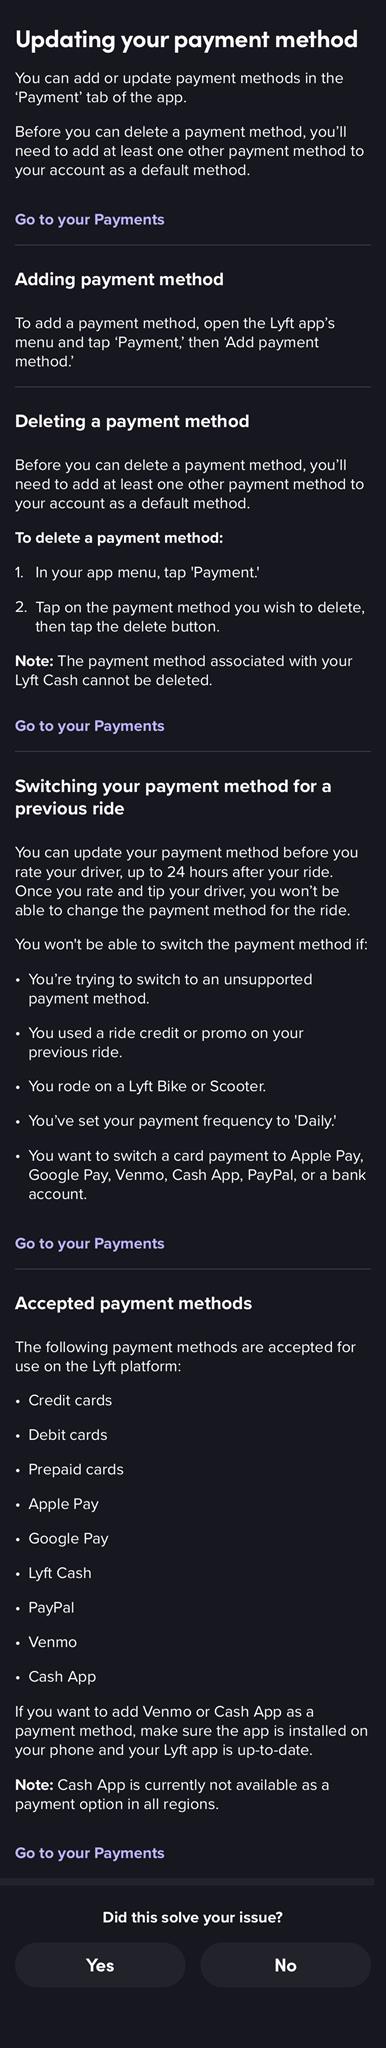 Updating your payment method
You can add or update payment methods in the
‘Payment’ tab of the app.
Before you can delete a payment method, you’ll
need to add at least one other payment method to
your account as a default method.
Go to your Payments
Adding payment method
To add a payment method, open the Lyft app’s
menu and tap ‘Payment,’ then ‘Add payment
method.’
Deleting a payment method
Before you can delete a payment method, you’ll
need to add at least one other payment method to
your account as a default method.
To delete a payment method:
1. In your app menu, tap 'Payment.'
2. Tap on the payment method you wish to delete,
then tap the delete button.
Note: The payment method associated with your
Lyft Cash cannot be deleted.
Go to your Payments
Switching your payment method for a
previous ride
You can update your payment method before you
rate your driver, up to 24 hours after your ride.
Once you rate and tip your driver, you won’t be
able to change the payment method for the ride.
You won't be able to switch the payment method if:
• You’re trying to switch to an unsupported
payment method.
• You used a ride credit or promo on your
previous ride.
• You rode on a Lyft Bike or Scooter.
• You’ve set your payment frequency to 'Daily.'
• You want to switch a card payment to Apple Pay,
Google Pay, Venmo, Cash App, PayPal, or a bank
account.
Go to your Payments
Accepted payment methods
The following payment methods are accepted for
use on the Lyft platform:
• Credit cards
• Debit cards
• Prepaid cards
• Apple Pay
• Google Pay
• Lyft Cash
• PayPal
• Venmo
• Cash App
If you want to add Venmo or Cash App as a
payment method, make sure the app is installed on
your phone and your Lyft app is up-to-date.
Note: Cash App is currently not available as a
payment option in all regions.
Go to your Payments
Did this solve your issue?
Yes No